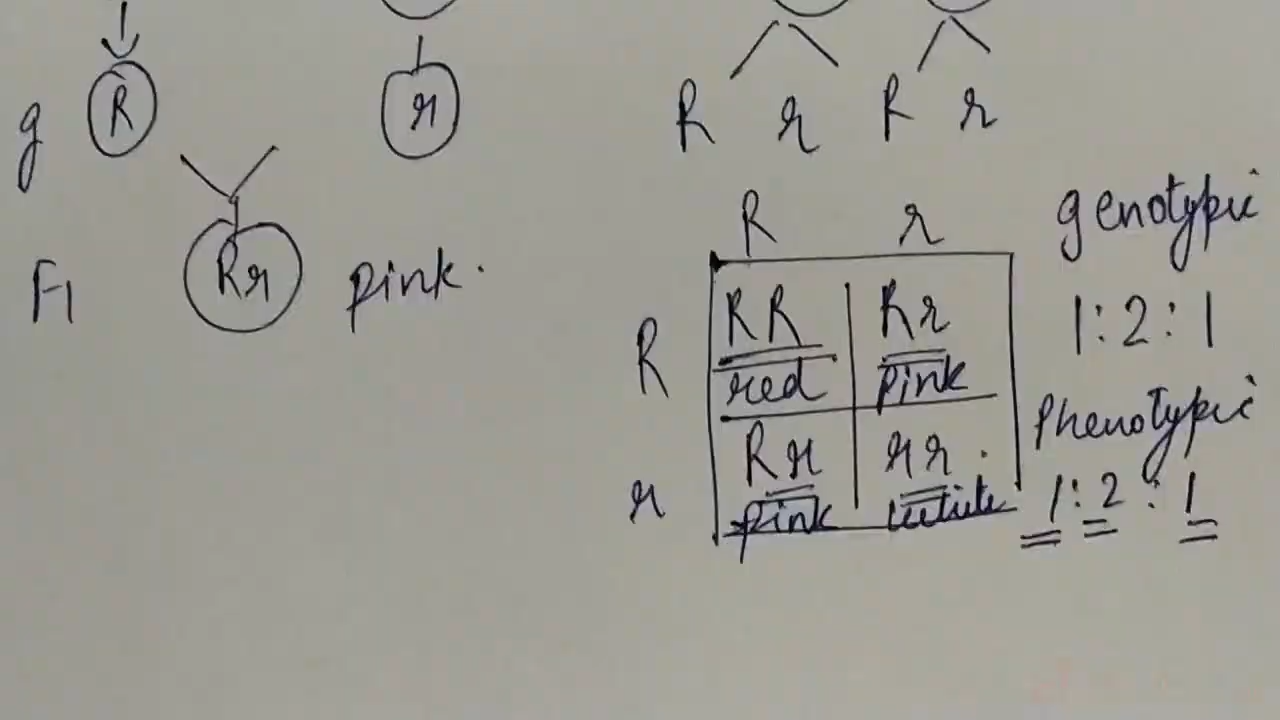 g R r
F1 Rr pink.
R r R r
R r
R RR Rr
red pink
r Rr rr.
pink white
genotypic
1:2:1
Phenotypic
1:2:1